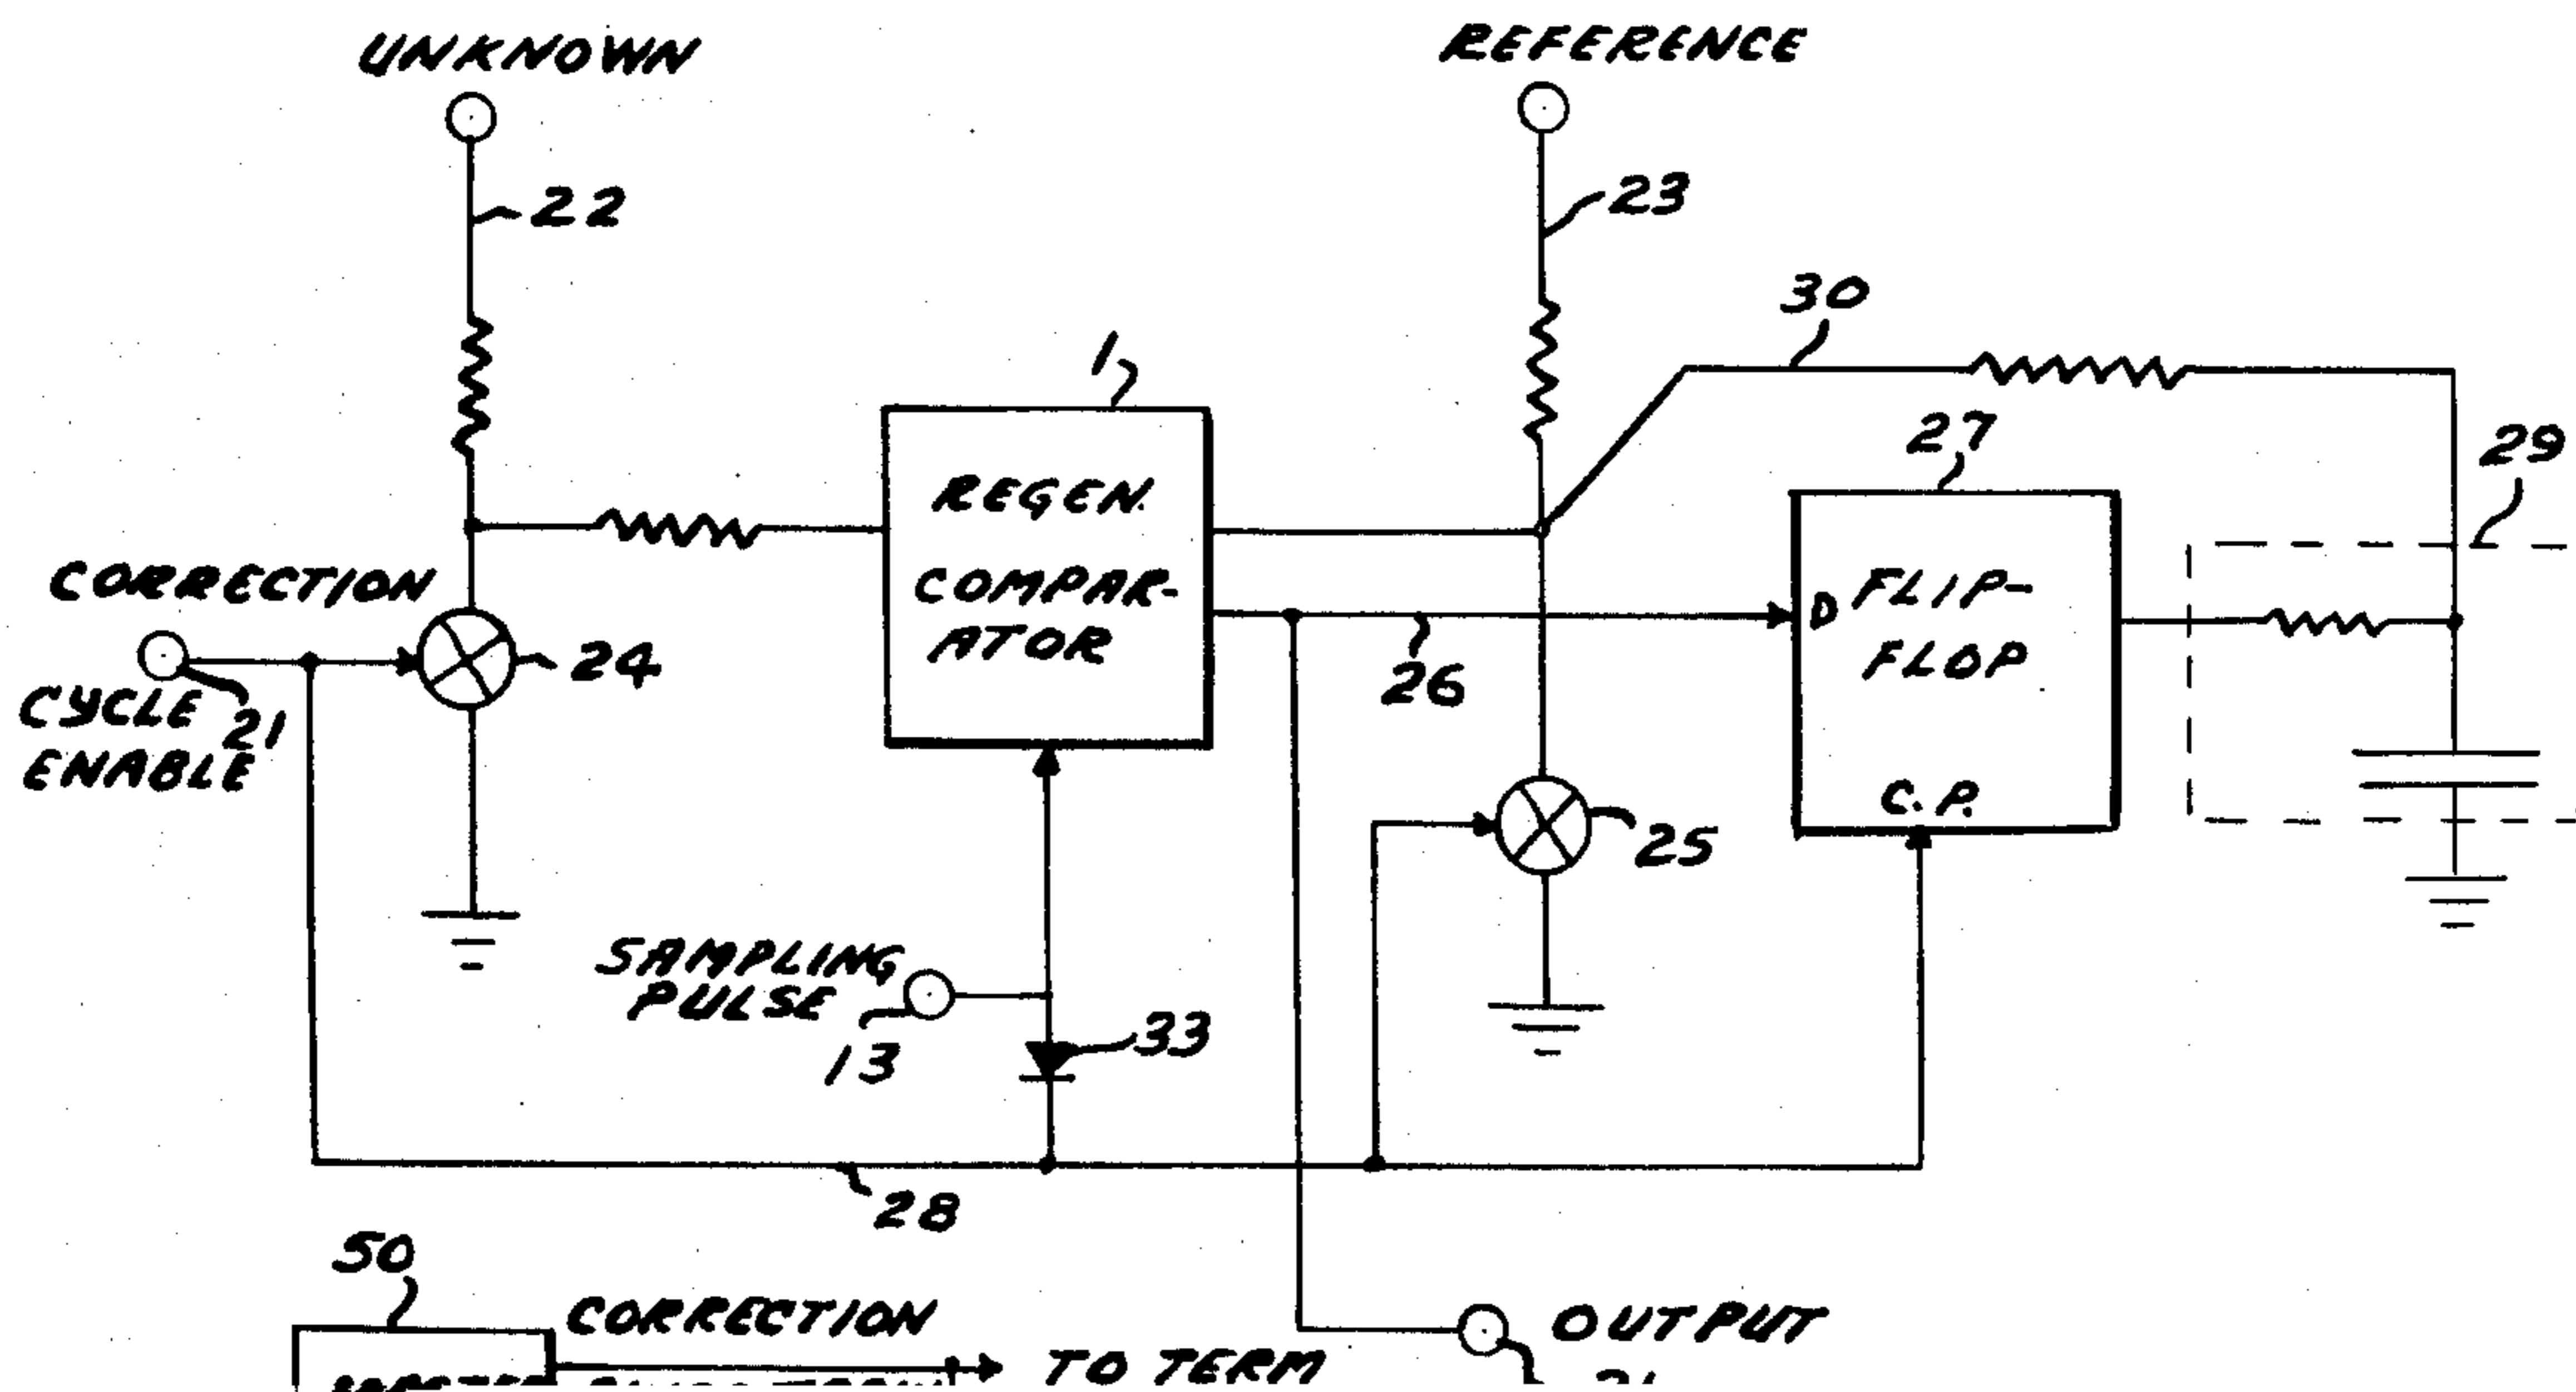 UNKNOWN
REFERENCE
22
23
30
1
27
29
REGEN.
COMPAR-
ATOR
CORRECTION
CYCLE
ENABLE
21
24
26
D
FLIP-
FLOP
C.P.
25
SAMPLING
PULSE
13
33
28
50
CORRECTION
OUTPUT
TO TERM